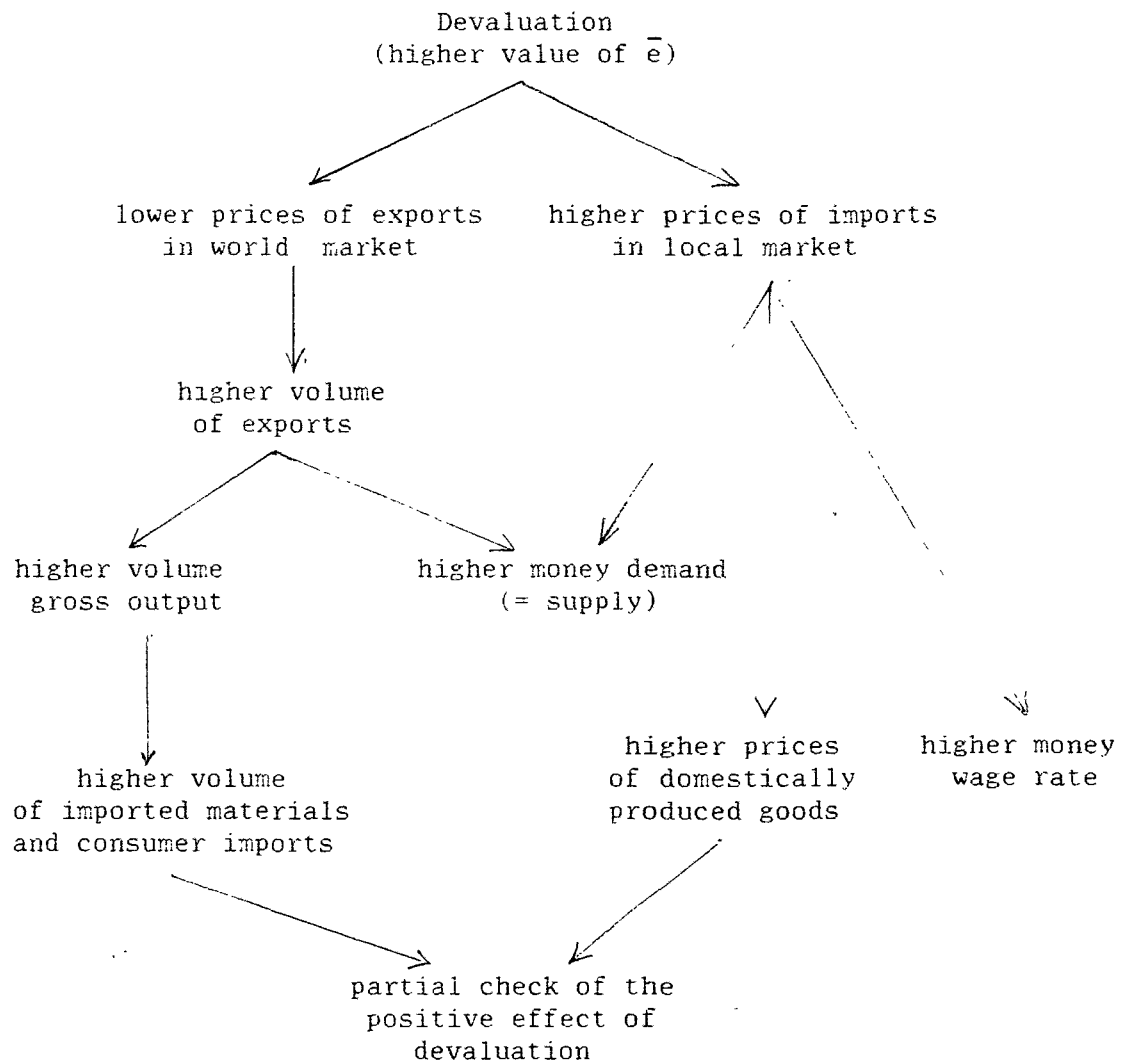 Devaluation
(higher value of e̅)
lower prices of exports
in world market
higher prices of imports
in local market
higher volume
of exports
higher volume
gross output
higher money demand
(= supply)
higher volume
of imported materials
and consumer imports
higher prices
of domestically
produced goods
higher money
wage rate
partial check of the
positive effect of
devaluation